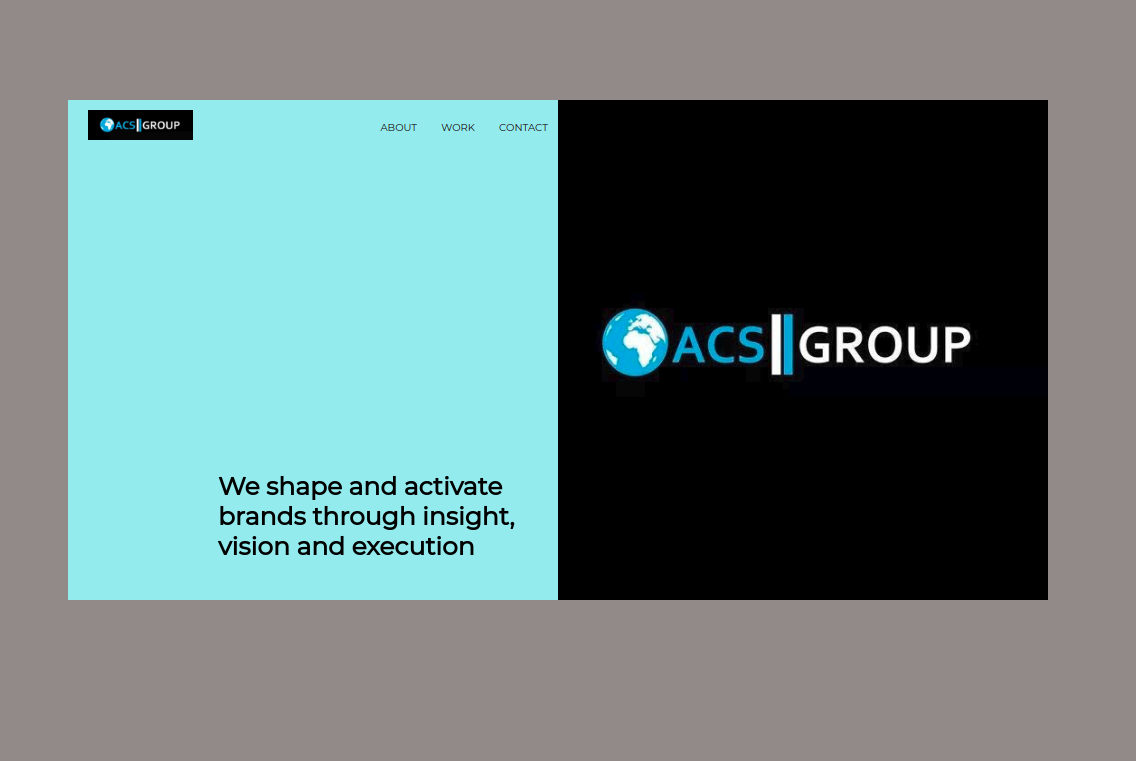 ACS||GROUP
ABOUT WORK CONTACT
ACS||GROUP
We shape and activate
brands through insight,
vision and execution